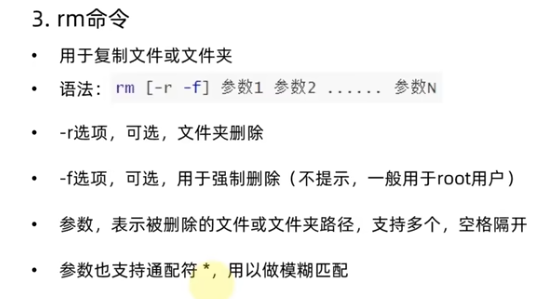 3. rm命令
• 用于复制文件或文件夹
• 语法：rm [-r -f] 参数1 参数2 ...... 参数N
• -r选项，可选，文件夹删除
• -f选项，可选，用于强制删除（不提示，一般用于root用户）
• 参数，表示被删除的文件或文件夹路径，支持多个，空格隔开
• 参数也支持通配符 *，用以做模糊匹配